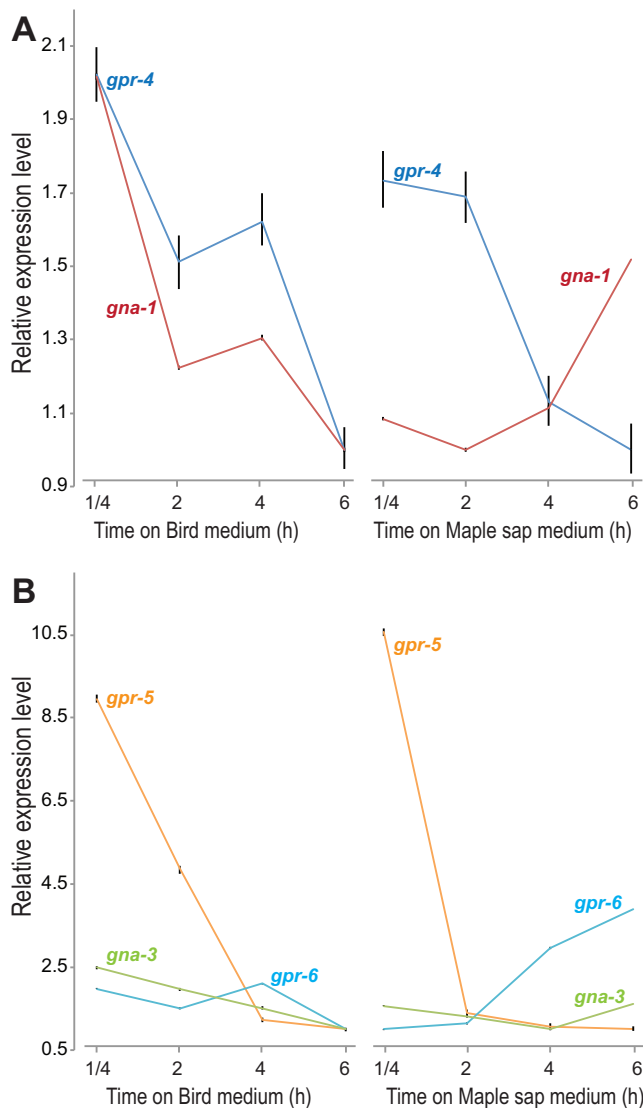 A
Relative expression level
2.1
1.9
1.7
1.5
1.3
1.1
0.9
gpr-4
gna-1
gpr-4
gna-1
1/4 2 4 6
1/4 2 4 6
Time on Bird medium (h)
Time on Maple sap medium (h)
B
Relative expression level
10.5
8.5
6.5
4.5
2.5
0.5
gpr-5
gna-3
gpr-6
gpr-5
gpr-6
gna-3
1/4 2 4 6
1/4 2 4 6
Time on Bird medium (h)
Time on Maple sap medium (h)